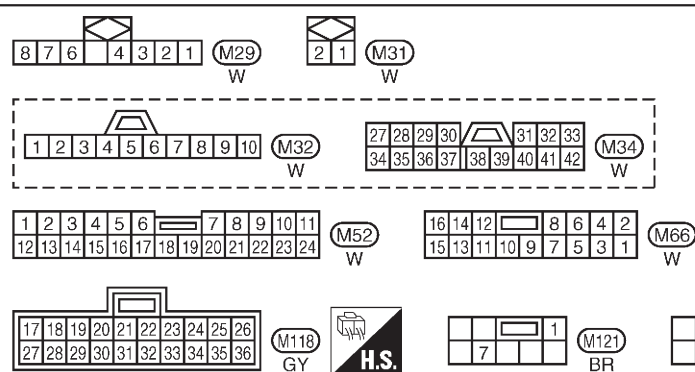 8 7 6 4 3 2 1 M29
W
2 1 M31
W
1 2 3 4 5 6 7 8 9 10 M32
W
27 28 29 30 31 32 33
34 35 36 37 38 39 40 41 42 M34
W
1 2 3 4 5 6 7 8 9 10 11
12 13 14 15 16 17 18 19 20 21 22 23 24 M52
W
16 14 12 8 6 4 2
15 13 11 10 9 7 5 3 1 M66
W
17 18 19 20 21 22 23 24 25 26
27 28 29 30 31 32 33 34 35 36 M118
GY
H.S.
1
7 M121
BR